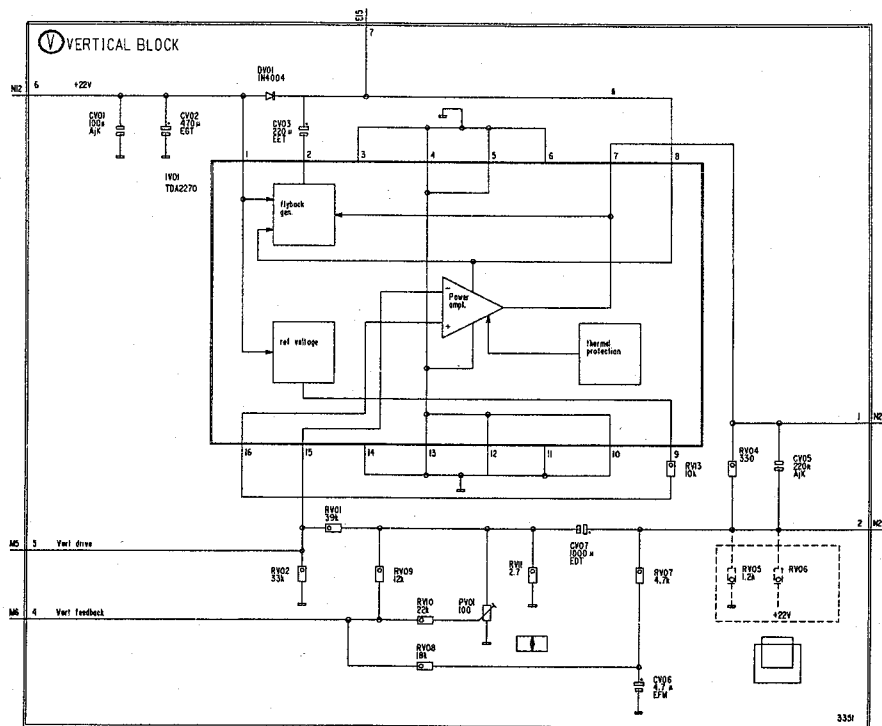 E15
7
V VERTICAL BLOCK
DV01
1N4004
N12 6 +22V
8
CV01
100n
AjK
CV02
470µ
EGT
CV03
220µ
EET
1 2 3 4 5 6 7 8
IV01
TDA2270
flyback
gen.
-
Power
ampl.
+
ref voltage
thermal
protection
1 N2
16 15 14 13 12 11 10 9
RV13
10k
RV04
330
CV05
220n
AjK
RV01
39k
2 N2
CV07
1000µ
EDT
M5 5 Vert drive
RV02
33k
RV09
12k
RV11
2.7
RV07
4.7k
RV05
1.2k
RV06
M6 4 Vert feedback
RV10
22k
PV01
100
+22V
RV08
18k
CV06
4.7µ
EFM
3351